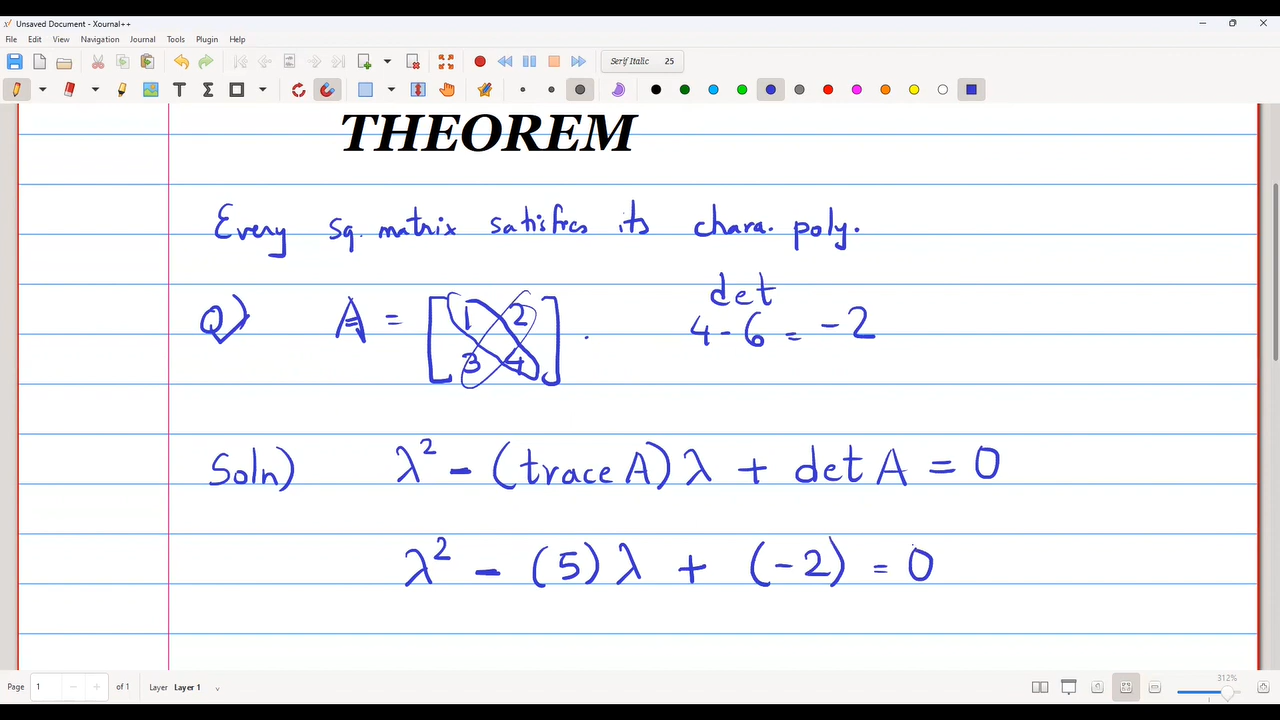 Unsaved Document - Xournal++
File Edit View Navigation Journal Tools Plugin Help
Serif Italic 25
THEOREM
Every sq. matrix satisfies its chara. poly.
det
Q) A = [1 2 3 4] . 4 - 6 = -2
Soln) λ² - (trace A) λ + det A = 0
λ² - (5) λ + (-2) = 0
Page 1 of 1 Layer Layer 1 312%